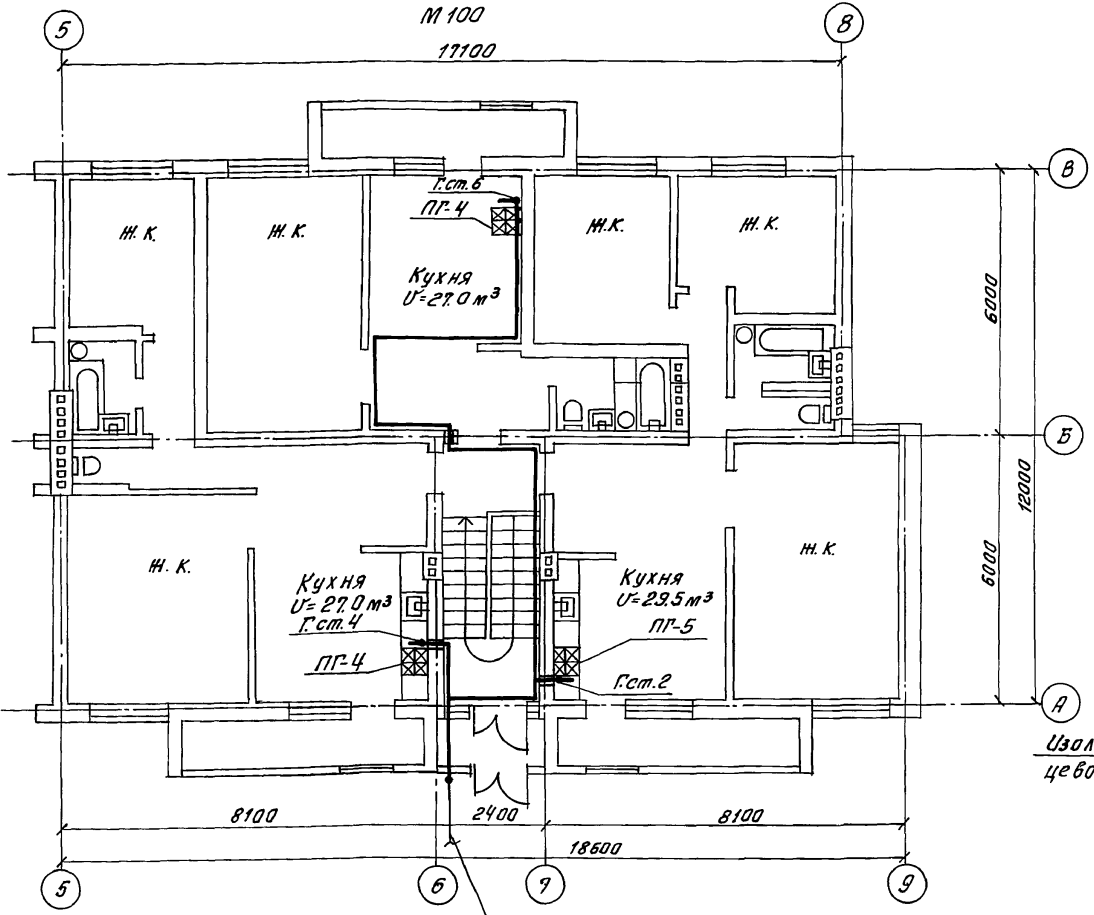 М 100
5
8
17100
В
Г.ст.6
ПГ-4
Ж.К.
Ж.К.
Ж.К.
Ж.К.
Кухня
V=27.0 м³
6000
Б
12000
6000
Ж.К.
Кухня
V=27.0 м³
Г.ст.4
ПГ-4
Кухня
V=29.5 м³
ПГ-5
Г.ст.2
Ж.К.
А
Изол
цево
8100
2400
8100
18600
5
6
7
9